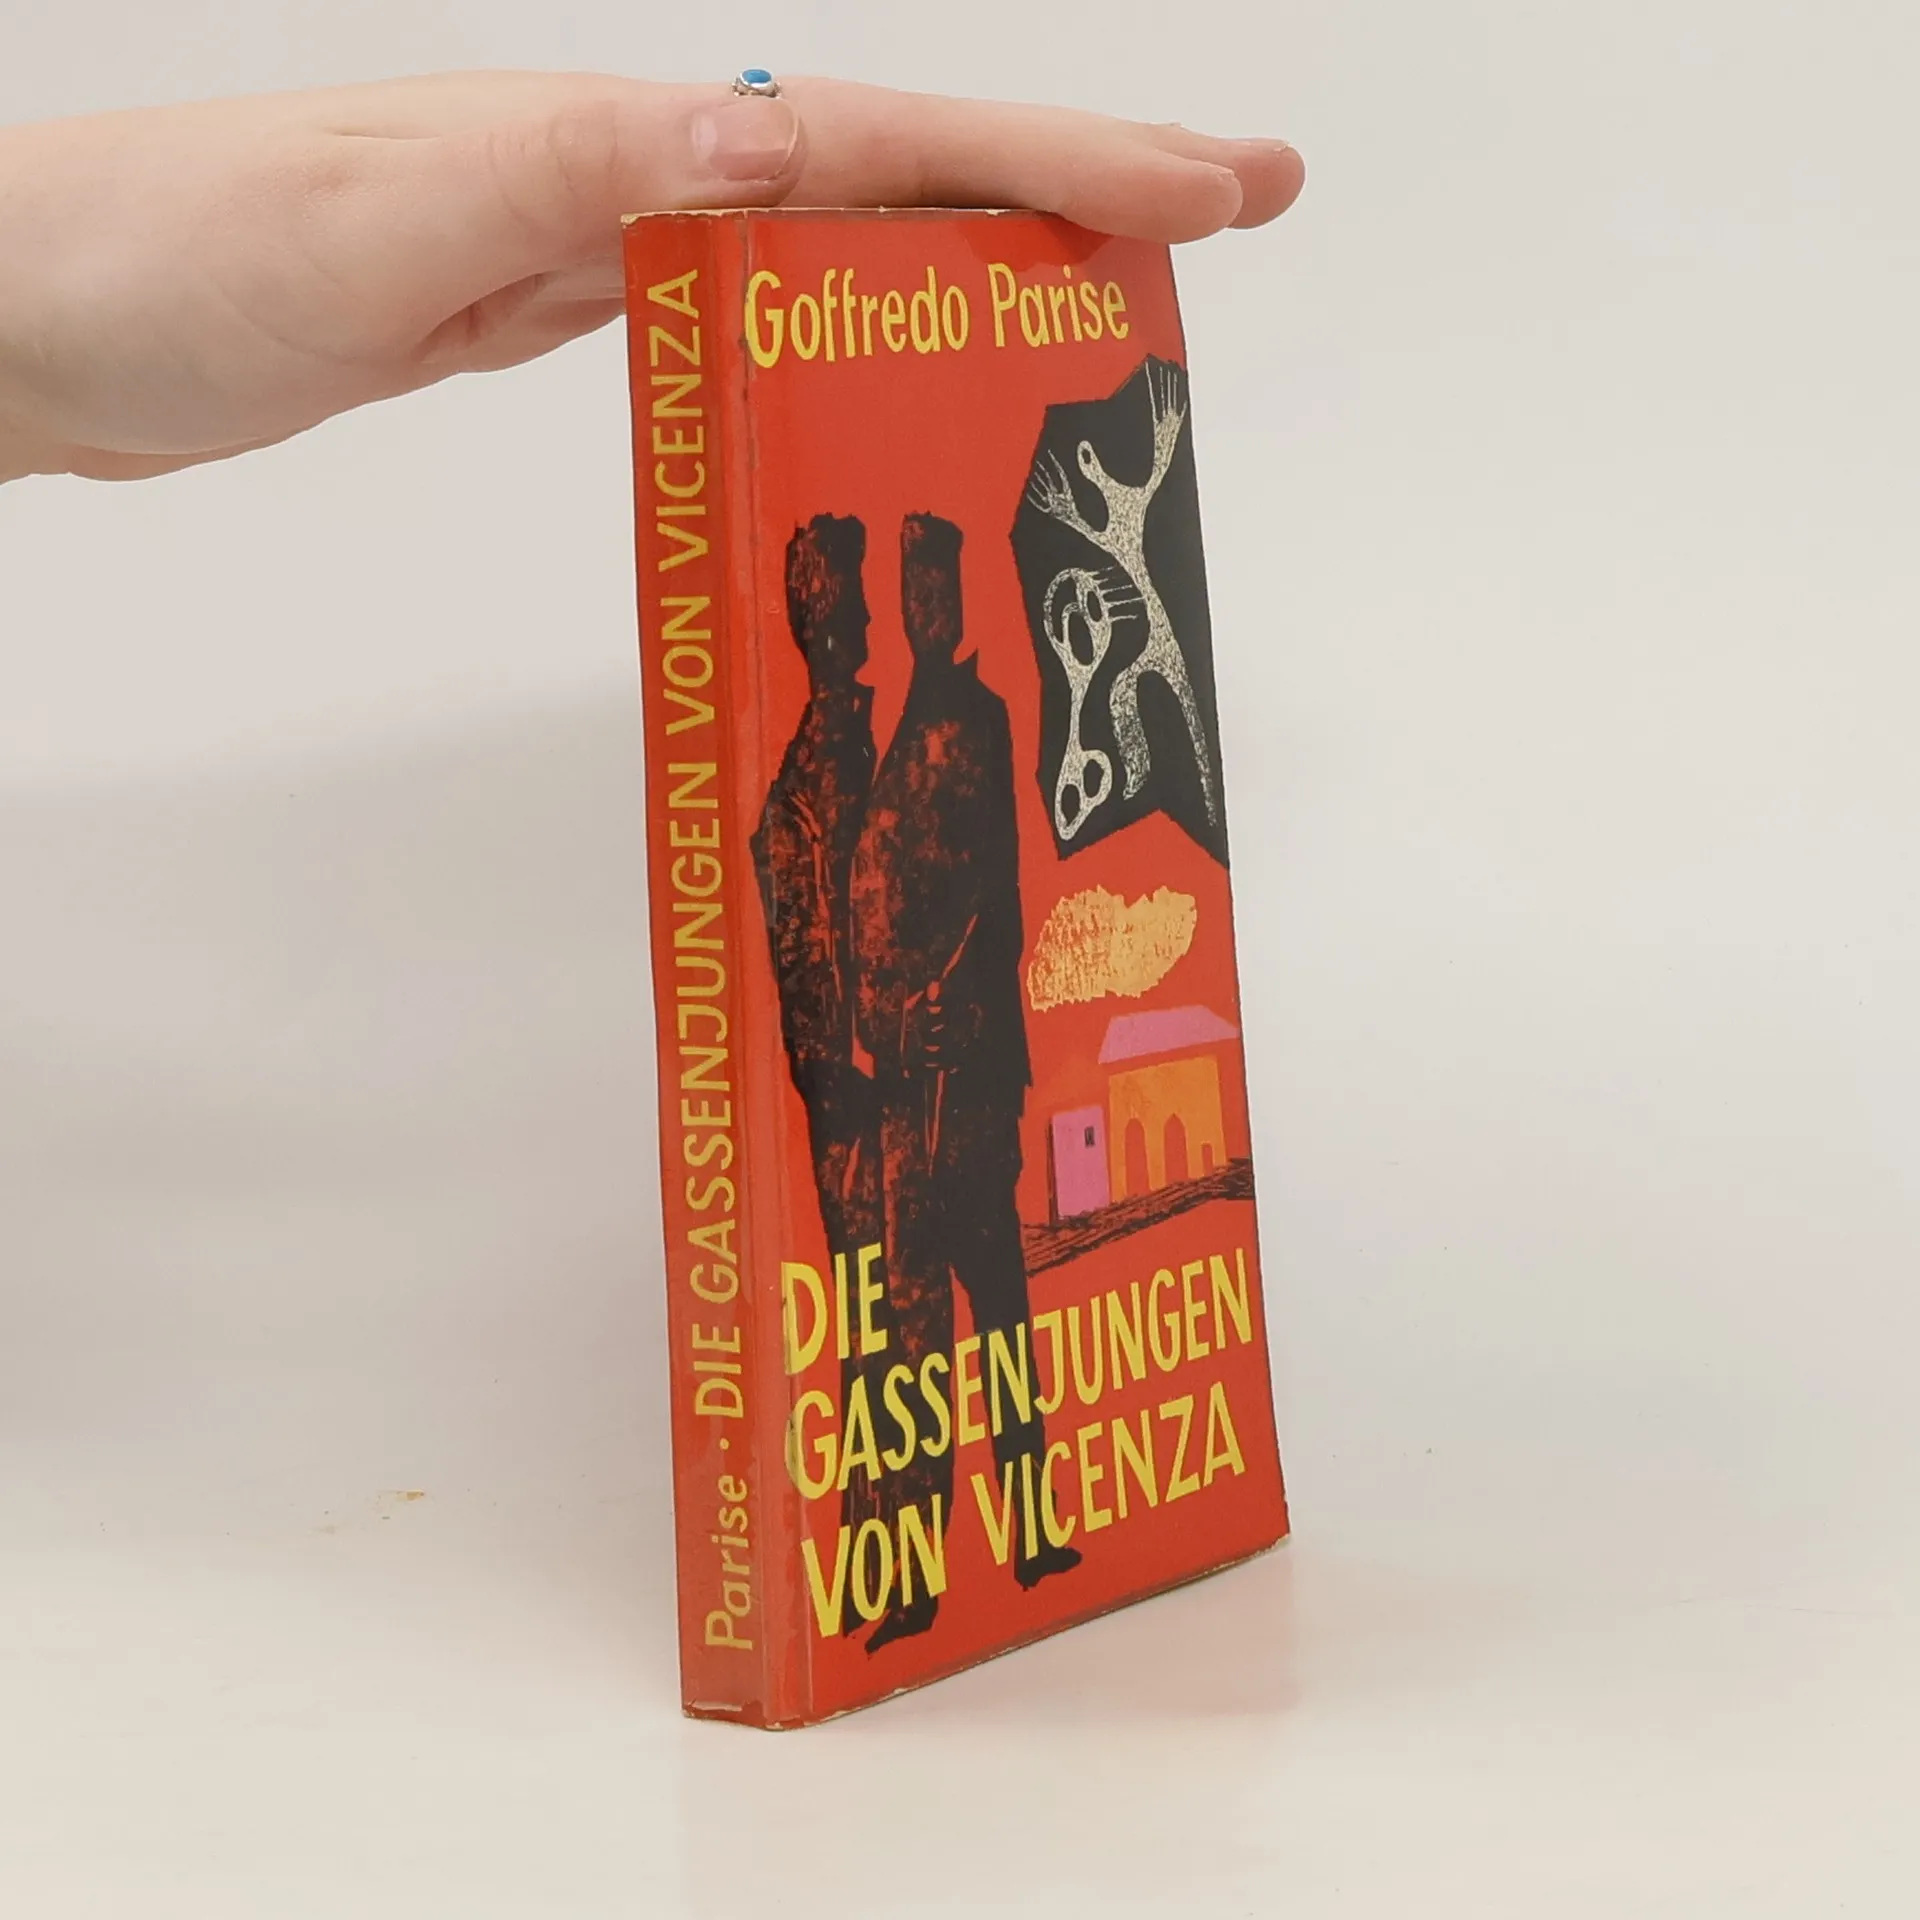 Parise · DIE GASSENJUNGEN VON VICENZA
Goffredo Parise
DIE
GASSENJUNGEN
VON VICENZA